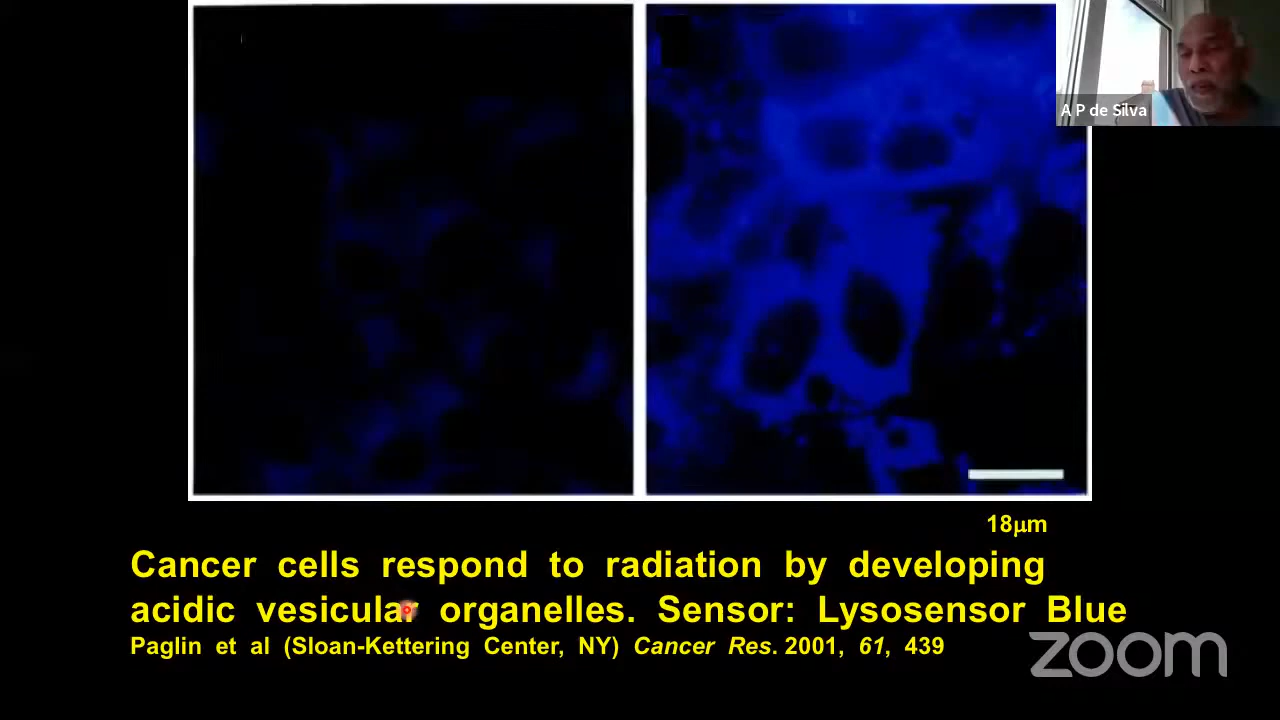 A P de Silva
18μm
Cancer cells respond to radiation by developing
acidic vesicular organelles. Sensor: Lysosensor Blue
Paglin et al (Sloan-Kettering Center, NY) Cancer Res. 2001, 61, 439
zoom